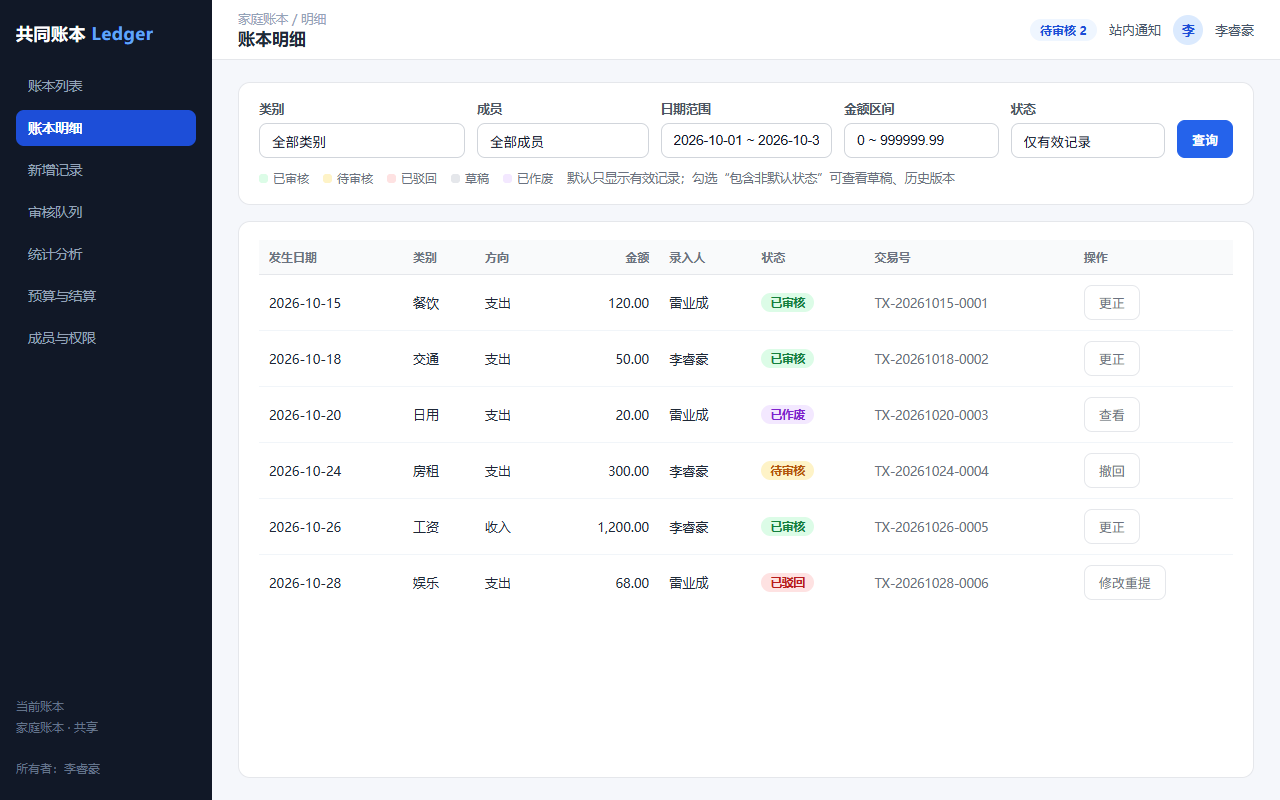 共同账本 Ledger
账本列表
账本明细
新增记录
审核队列
统计分析
预算与结算
成员与权限
当前账本
家庭账本 · 共享
所有者：李睿豪
家庭账本 / 明细
账本明细
待审核 2 站内通知 李 李睿豪
类别 成员 日期范围 金额区间 状态
全部类别 全部成员 2026-10-01 ~ 2026-10-3 0 ~ 999999.99 仅有效记录 查询
已审核 待审核 已驳回 草稿 已作废 默认只显示有效记录；勾选“包含非默认状态”可查看草稿、历史版本
发生日期 类别 方向 金额 录入人 状态 交易号 操作
2026-10-15 餐饮 支出 120.00 雷业成 已审核 TX-20261015-0001 更正
2026-10-18 交通 支出 50.00 李睿豪 已审核 TX-20261018-0002 更正
2026-10-20 日用 支出 20.00 雷业成 已作废 TX-20261020-0003 查看
2026-10-24 房租 支出 300.00 李睿豪 待审核 TX-20261024-0004 撤回
2026-10-26 工资 收入 1,200.00 李睿豪 已审核 TX-20261026-0005 更正
2026-10-28 娱乐 支出 68.00 雷业成 已驳回 TX-20261028-0006 修改重提